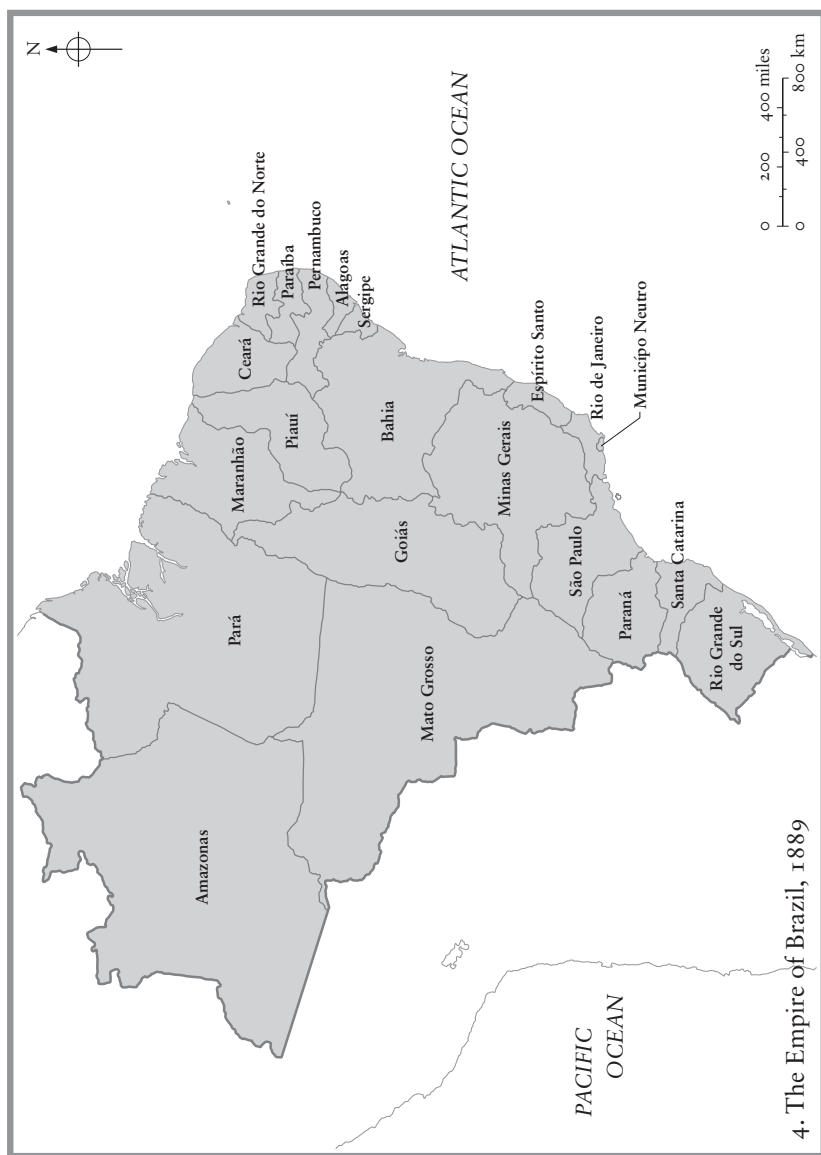 N
ATLANTIC OCEAN
PACIFIC
OCEAN
Amazonas
Pará
Maranhão
Ceará
Rio Grande do Norte
Paraíba
Pernambuco
Alagoas
Sergipe
Piauí
Bahia
Goiás
Mato Grosso
Minas Gerais
Espírito Santo
Rio de Janeiro
Municípo Neutro
São Paulo
Paraná
Santa Catarina
Rio Grande
do Sul
0 200 400 miles
0 400 800 km
4. The Empire of Brazil, 1889